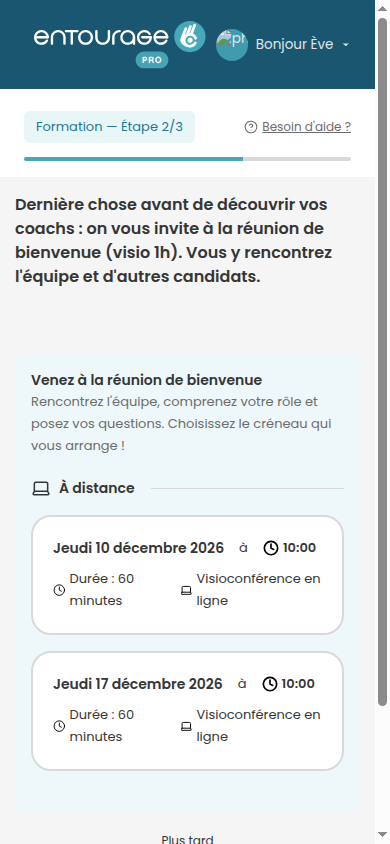 entourage
PRO
pr
Bonjour Ève
Formation — Étape 2/3
Besoin d'aide ?
Dernière chose avant de découvrir vos
coachs : on vous invite à la réunion de
bienvenue (visio 1h). Vous y rencontrez
l'équipe et d'autres candidats.
Venez à la réunion de bienvenue
Rencontrez l'équipe, comprenez votre rôle et
posez vos questions. Choisissez le créneau qui
vous arrange !
À distance
Jeudi 10 décembre 2026 à 10:00
Durée : 60
minutes
Visioconférence en
ligne
Jeudi 17 décembre 2026 à 10:00
Durée : 60
minutes
Visioconférence en
ligne
Plus tard